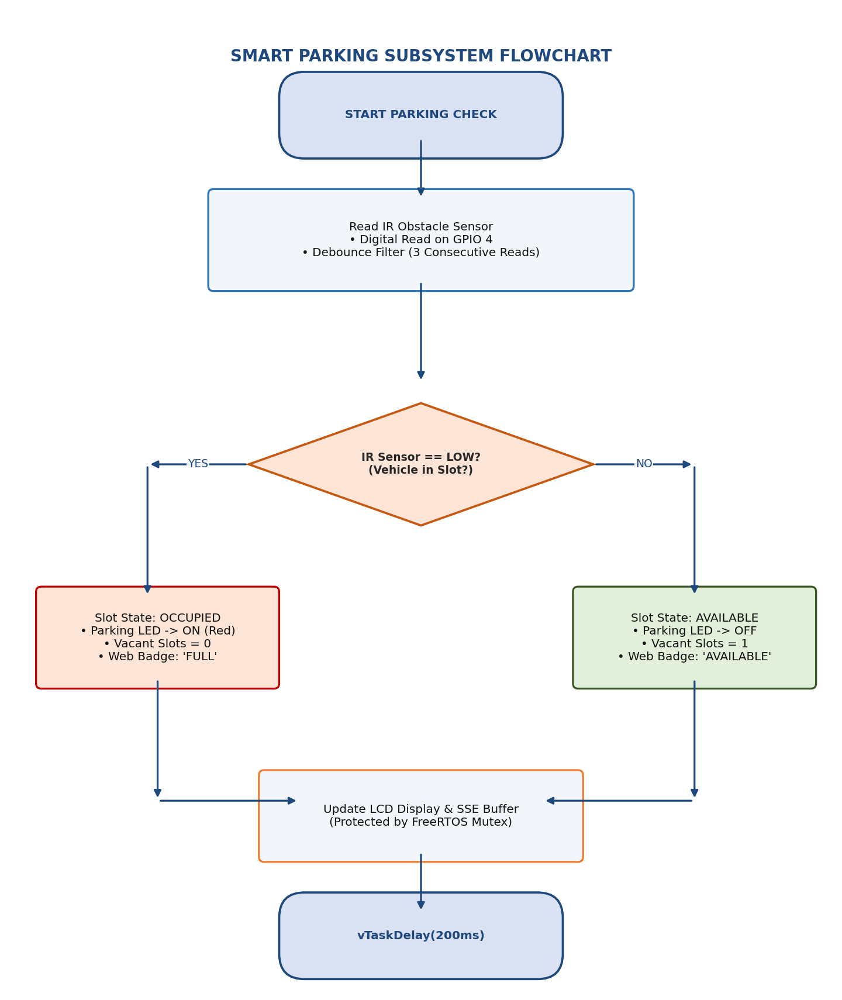 SMART PARKING SUBSYSTEM FLOWCHART
START PARKING CHECK
Read IR Obstacle Sensor
• Digital Read on GPIO 4
• Debounce Filter (3 Consecutive Reads)
IR Sensor == LOW?
(Vehicle in Slot?)
YES
NO
Slot State: OCCUPIED
• Parking LED -> ON (Red)
• Vacant Slots = 0
• Web Badge: 'FULL'
Slot State: AVAILABLE
• Parking LED -> OFF
• Vacant Slots = 1
• Web Badge: 'AVAILABLE'
Update LCD Display & SSE Buffer
(Protected by FreeRTOS Mutex)
vTaskDelay(200ms)